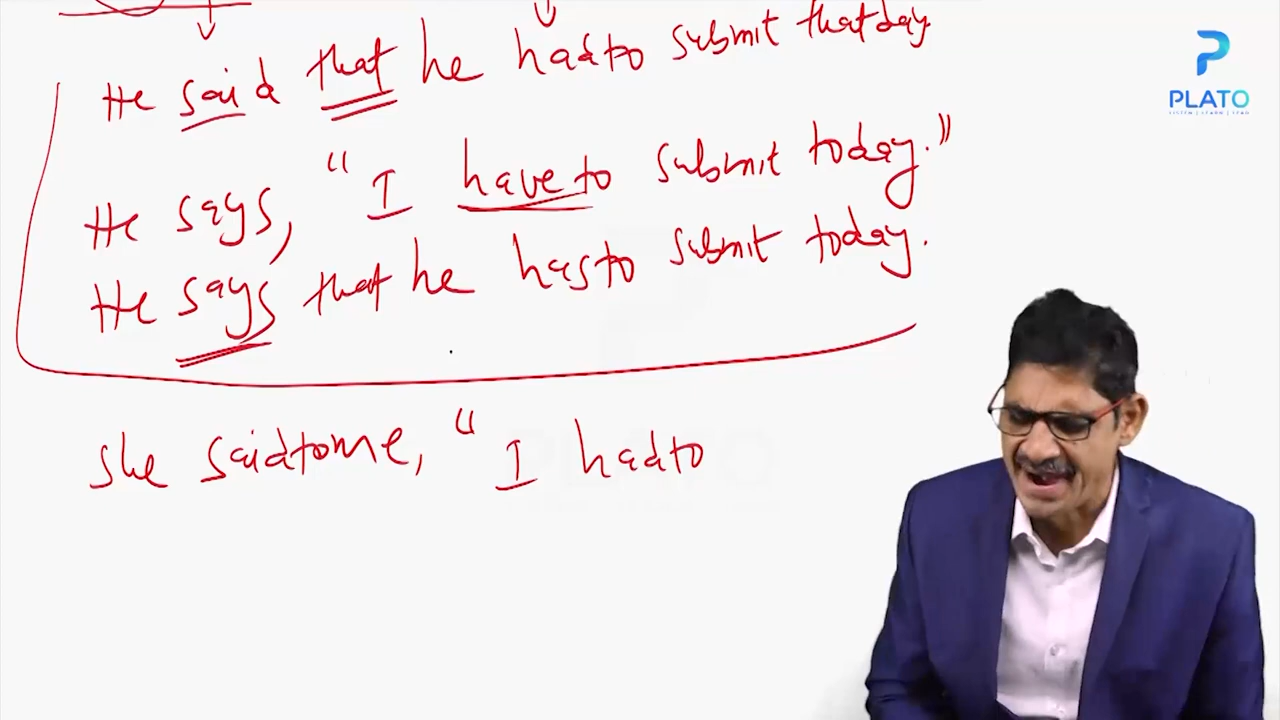 He said that he had to submit that day
He says, "I have to submit today."
He says that he has to submit today.
She said to me, "I had to
PLATO